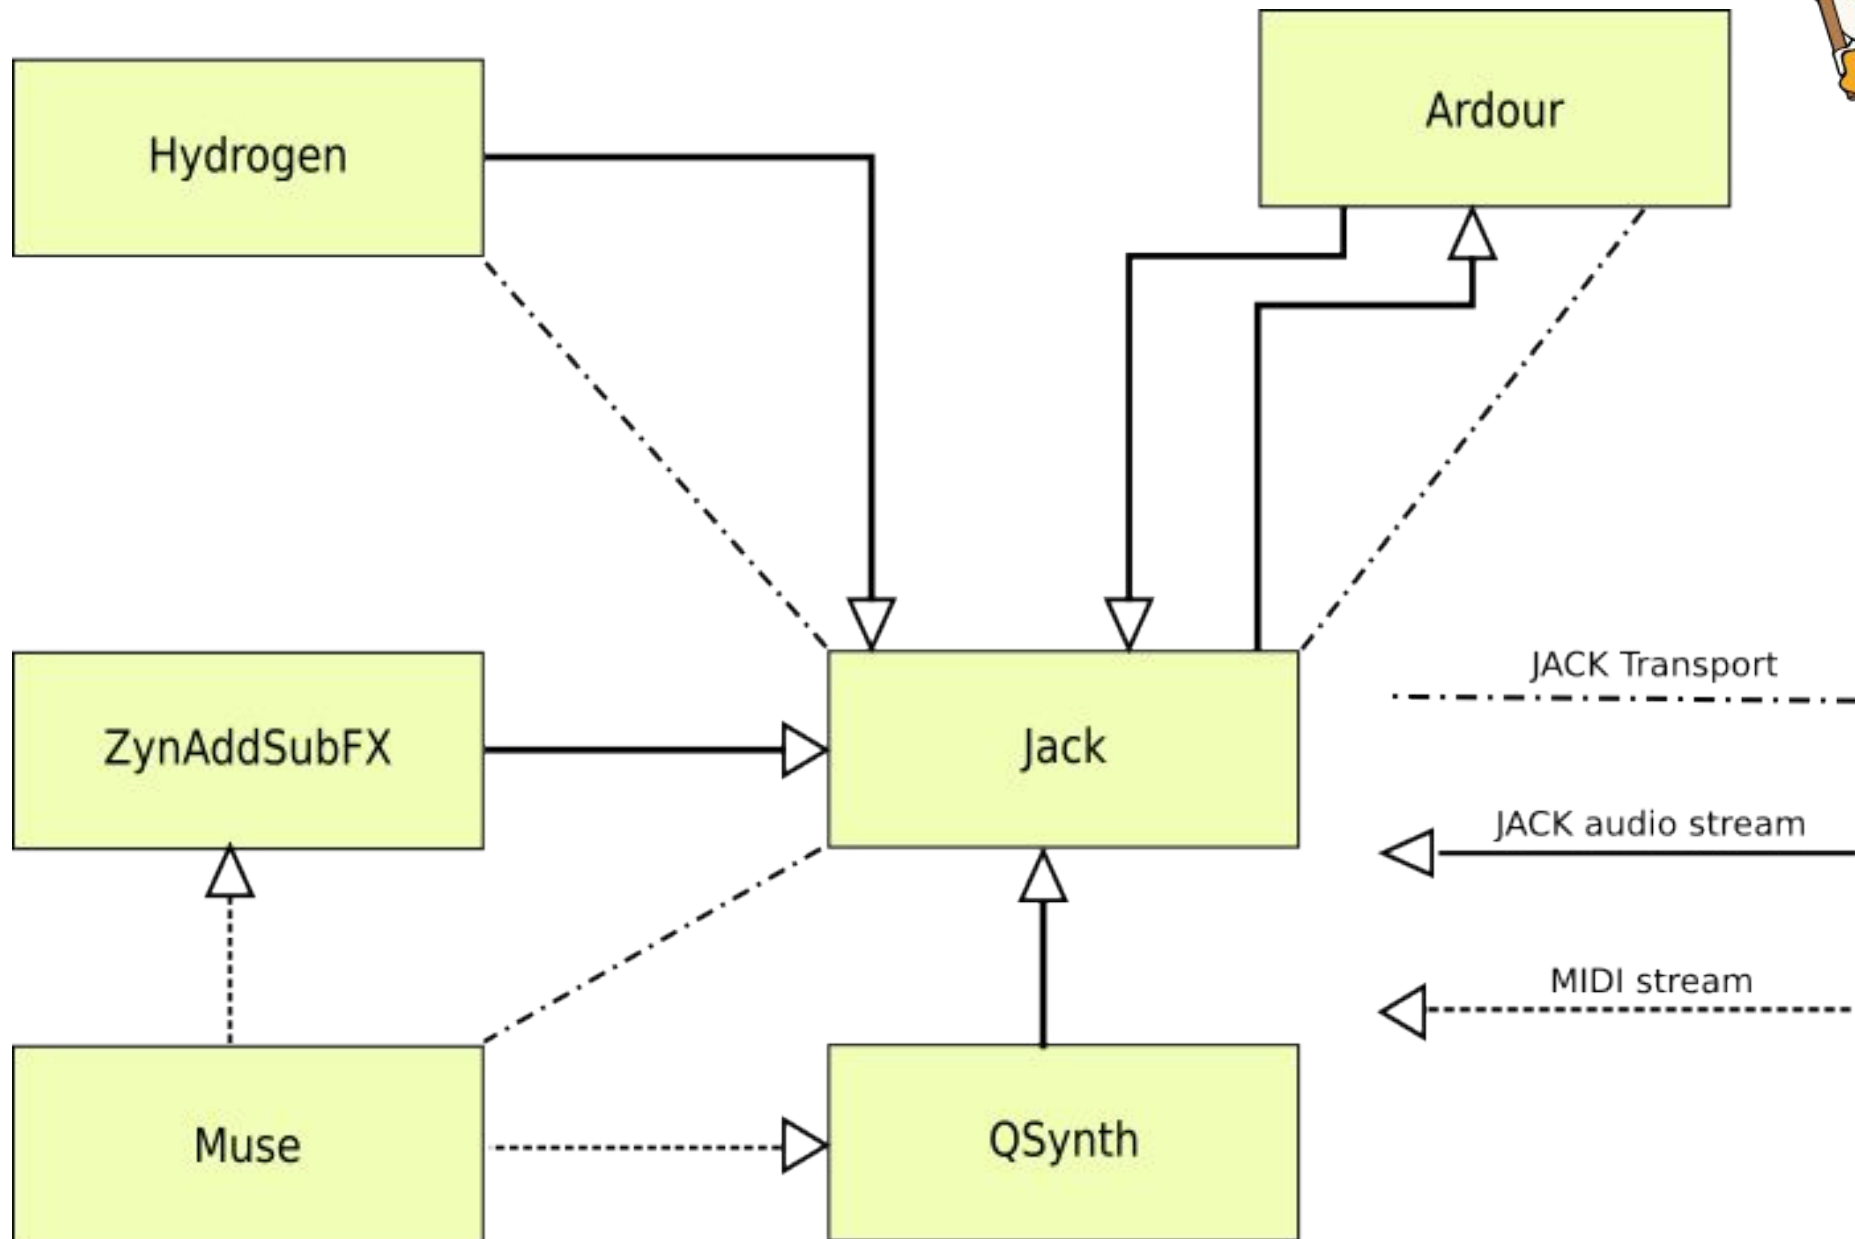 Hydrogen
Ardour
JACK Transport
ZynAddSubFX
Jack
JACK audio stream
MIDI stream
Muse
QSynth